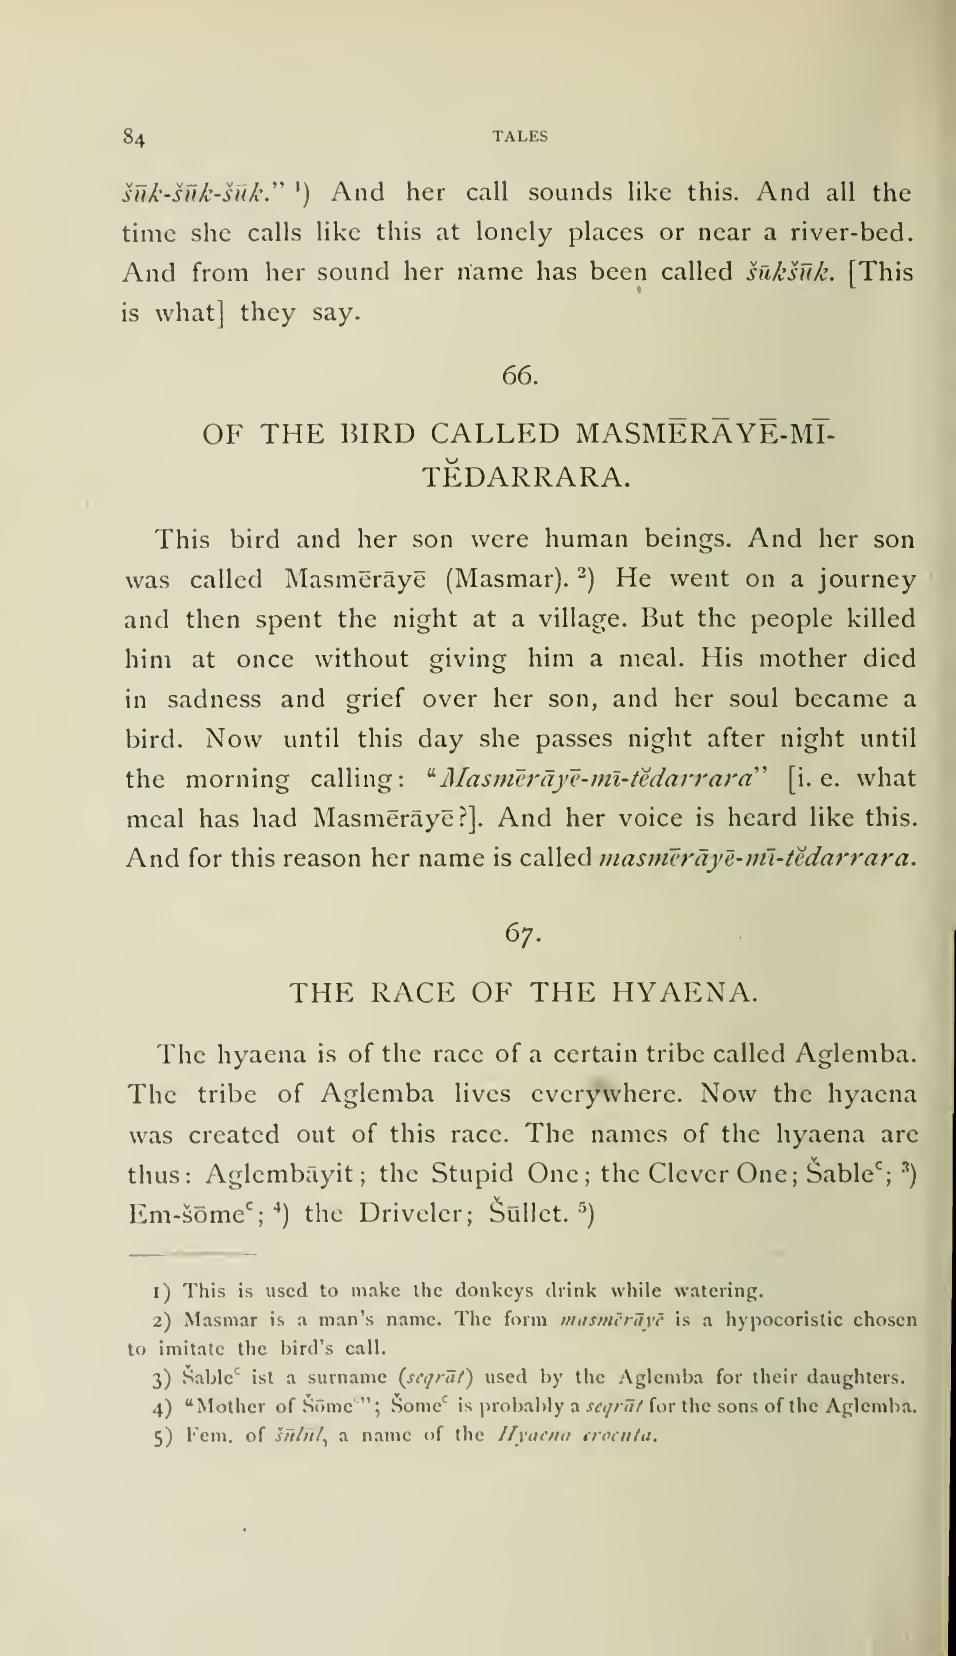 84 TALES
šūk-šūk-šūk." ¹) And her call sounds like this. And all the
time she calls like this at lonely places or near a river-bed.
And from her sound her name has been called šūkšūk. [This
is what] they say.
66.
OF THE BIRD CALLED MASMĒRĀYĒ-MĪ-
TĔDARRARA.
This bird and her son were human beings. And her son
was called Masmērāyē (Masmar). ²) He went on a journey
and then spent the night at a village. But the people killed
him at once without giving him a meal. His mother died
in sadness and grief over her son, and her soul became a
bird. Now until this day she passes night after night until
the morning calling: “Masmērāyē-mī-tĕdarrara” [i. e. what
meal has had Masmērāyē?]. And her voice is heard like this.
And for this reason her name is called masmērāyē-mī-tĕdarrara.
67.
THE RACE OF THE HYAENA.
The hyaena is of the race of a certain tribe called Aglemba.
The tribe of Aglemba lives everywhere. Now the hyaena
was created out of this race. The names of the hyaena are
thus: Aglembāyit; the Stupid One; the Clever One; Šableᶜ; ³)
Em-šōmeᶜ; ⁴) the Driveler; Šūllet. ⁵)
1) This is used to make the donkeys drink while watering.
2) Masmar is a man's name. The form masmērāyē is a hypocoristic chosen
to imitate the bird's call.
3) Šableᶜ ist a surname (seqrāt) used by the Aglemba for their daughters.
4) “Mother of Šōmeᶜ”; Šomeᶜ is probably a seqrāt for the sons of the Aglemba.
5) Fem. of šūlūl, a name of the Hyaena crocuta.